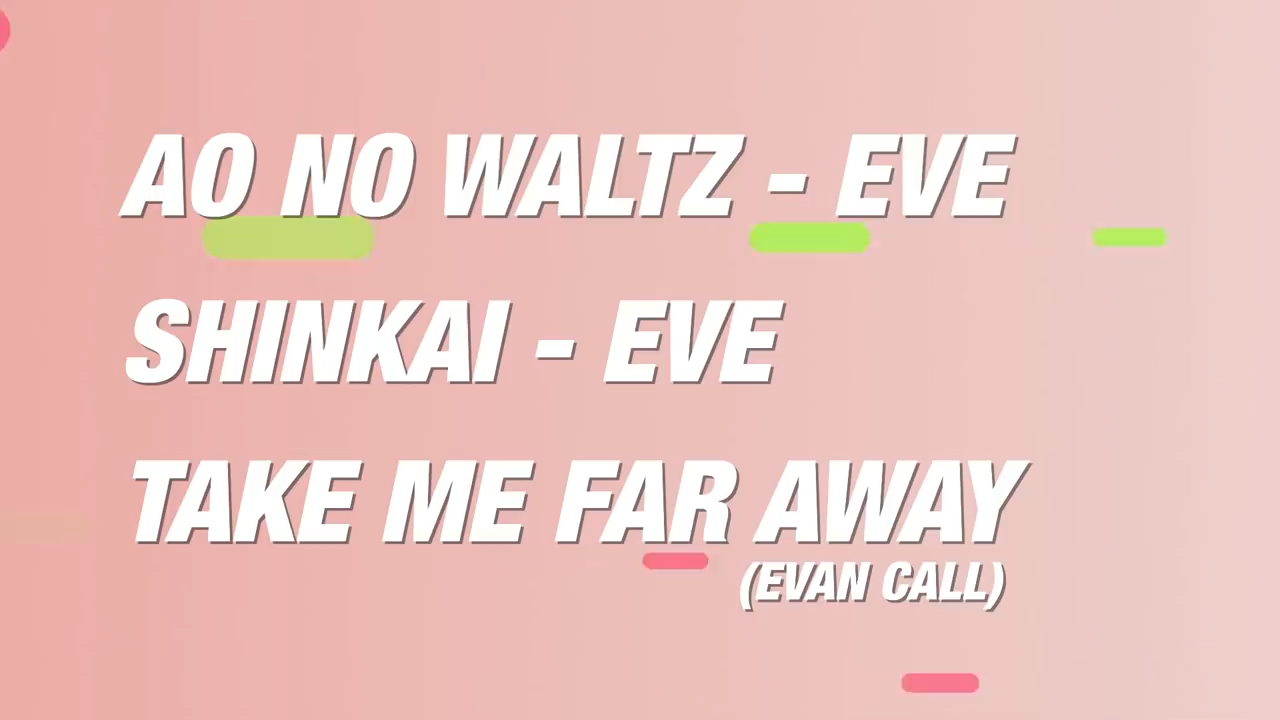 AO NO WALTZ - EVE
SHINKAI - EVE
TAKE ME FAR AWAY
(EVAN CALL)